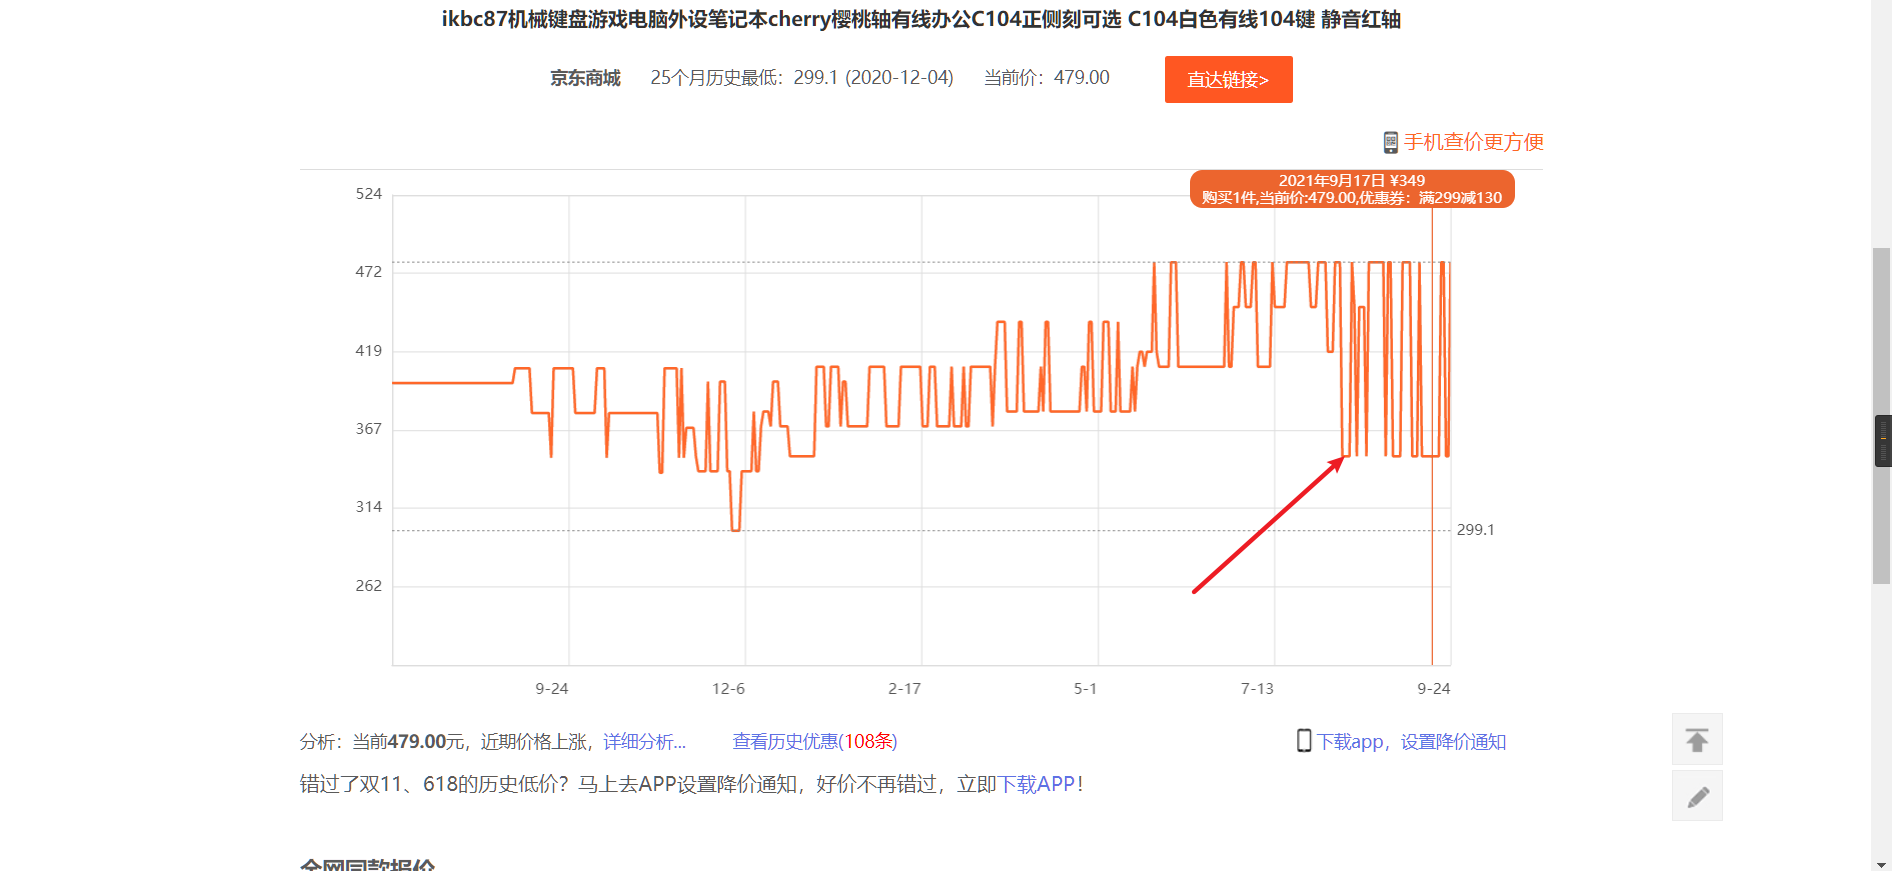 ikbc87机械键盘游戏电脑外设笔记本cherry樱桃轴有线办公C104正侧刻可选 C104白色有线104键 静音红轴
京东商城 25个月历史最低：299.1 (2020-12-04) 当前价：479.00 直达链接>
手机查价更方便
2021年9月17日 ¥349
购买1件,当前价:479.00,优惠券：满299减130
524
472
419
367
314
299.1
262
9-24 12-6 2-17 5-1 7-13 9-24
分析：当前479.00元，近期价格上涨，详细分析... 查看历史优惠(108条) 下载app，设置降价通知
错过了双11、618的历史低价？马上去APP设置降价通知，好价不再错过，立即下载APP！
全网同款报价